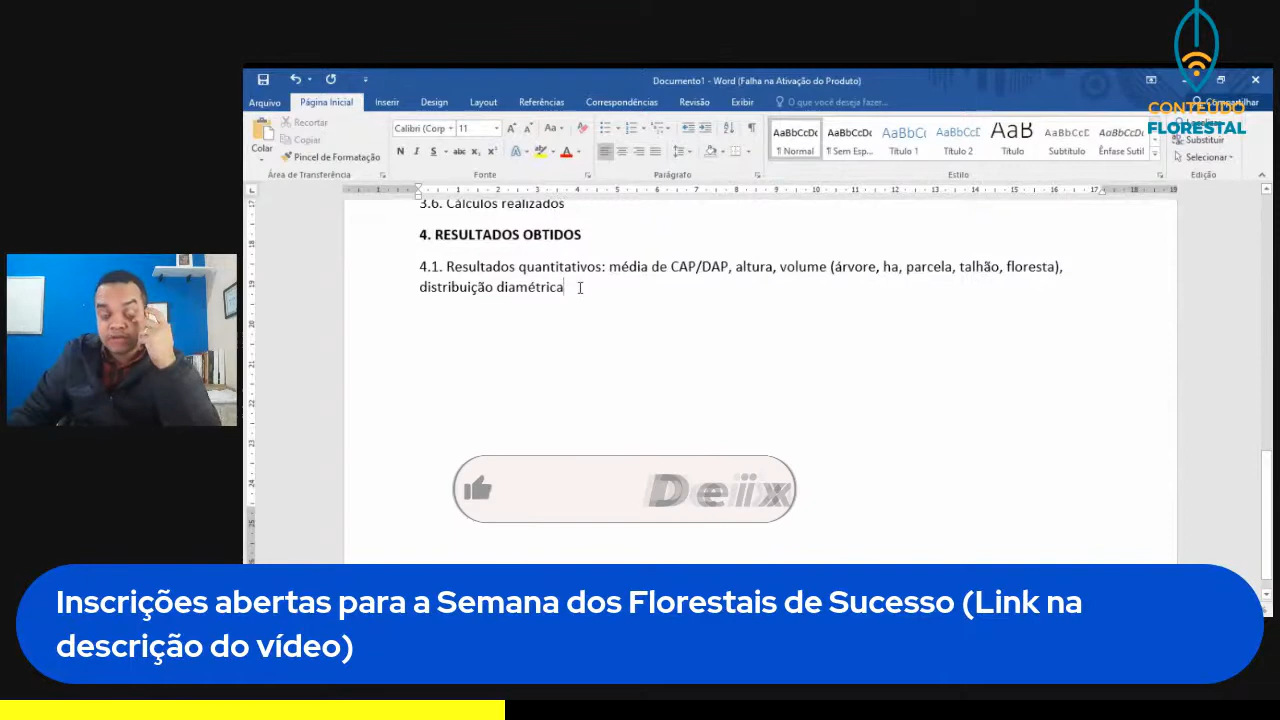 Documento1 - Word (Falha na Ativação do Produto)
CONTEÚDO
FLORESTAL
Arquivo
Página Inicial
Inserir
Design
Layout
Referências
Correspondências
Revisão
Exibir
O que você deseja fazer...
Compartilhar
Colar
Recortar
Copiar
Pincel de Formatação
Área de Transferência
Calibri (Corp
11
Fonte
Parágrafo
AaBbCcDc
¶ Normal
AaBbCcDc
¶ Sem Esp...
AaBbCc
Título 1
AaBbCcC
Título 2
AaB
Título
AaBbCcC
Subtítulo
AaBbCcDc
Ênfase Sutil
Estilo
Substituir
Selecionar
Edição
3.6. Cálculos realizados
4. RESULTADOS OBTIDOS
4.1. Resultados quantitativos: média de CAP/DAP, altura, volume (árvore, ha, parcela, talhão, floresta),
distribuição diamétrica
Inscrições abertas para a Semana dos Florestais de Sucesso (Link na
descrição do vídeo)